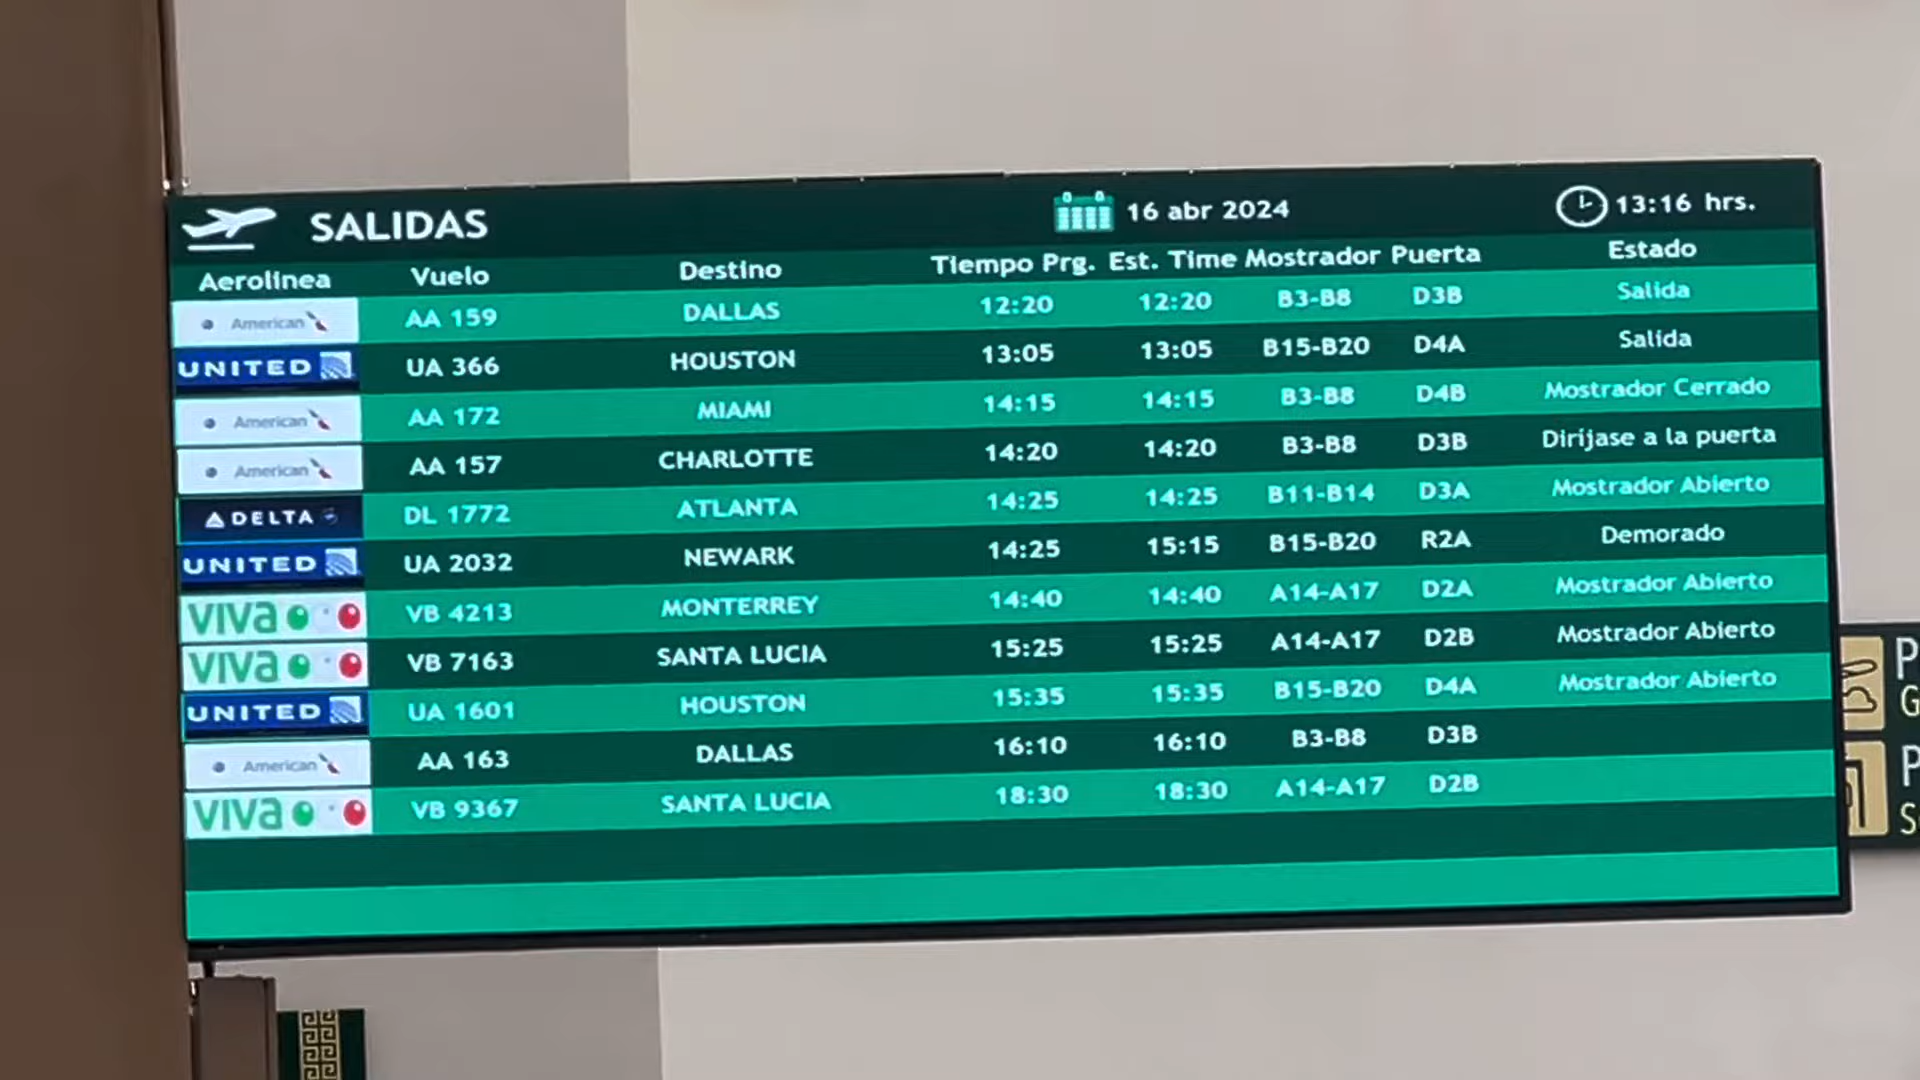 SALIDAS 16 abr 2024 13:16 hrs.
Aerolinea Vuelo Destino Tiempo Prg. Est. Time Mostrador Puerta Estado
American AA 159 DALLAS 12:20 12:20 B3-B8 D3B Salida
UNITED UA 366 HOUSTON 13:05 13:05 B15-B20 D4A Salida
American AA 172 MIAMI 14:15 14:15 B3-B8 D4B Mostrador Cerrado
American AA 157 CHARLOTTE 14:20 14:20 B3-B8 D3B Diríjase a la puerta
DELTA DL 1772 ATLANTA 14:25 14:25 B11-B14 D3A Mostrador Abierto
UNITED UA 2032 NEWARK 14:25 15:15 B15-B20 R2A Demorado
viva VB 4213 MONTERREY 14:40 14:40 A14-A17 D2A Mostrador Abierto
viva VB 7163 SANTA LUCIA 15:25 15:25 A14-A17 D2B Mostrador Abierto
UNITED UA 1601 HOUSTON 15:35 15:35 B15-B20 D4A Mostrador Abierto
American AA 163 DALLAS 16:10 16:10 B3-B8 D3B
viva VB 9367 SANTA LUCIA 18:30 18:30 A14-A17 D2B